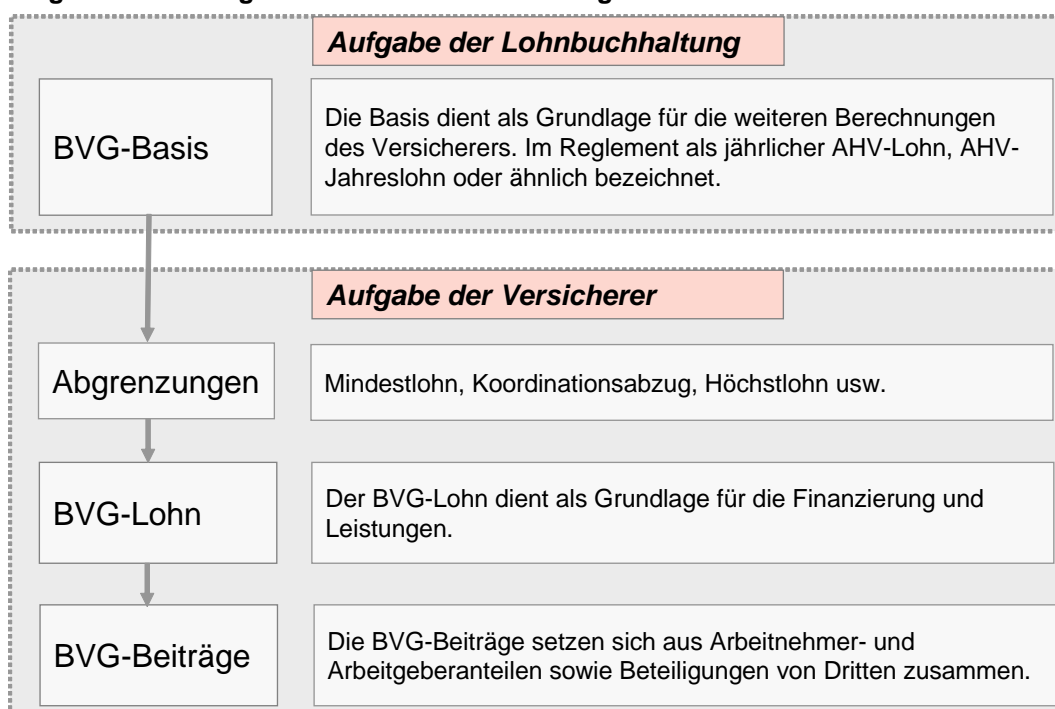 Aufgabe der Lohnbuchhaltung
BVG-Basis
Die Basis dient als Grundlage für die weiteren Berechnungen
des Versicherers. Im Reglement als jährlicher AHV-Lohn, AHV-
Jahreslohn oder ähnlich bezeichnet.
Aufgabe der Versicherer
Abgrenzungen
Mindestlohn, Koordinationsabzug, Höchstlohn usw.
BVG-Lohn
Der BVG-Lohn dient als Grundlage für die Finanzierung und
Leistungen.
BVG-Beiträge
Die BVG-Beiträge setzen sich aus Arbeitnehmer- und
Arbeitgeberanteilen sowie Beteiligungen von Dritten zusammen.